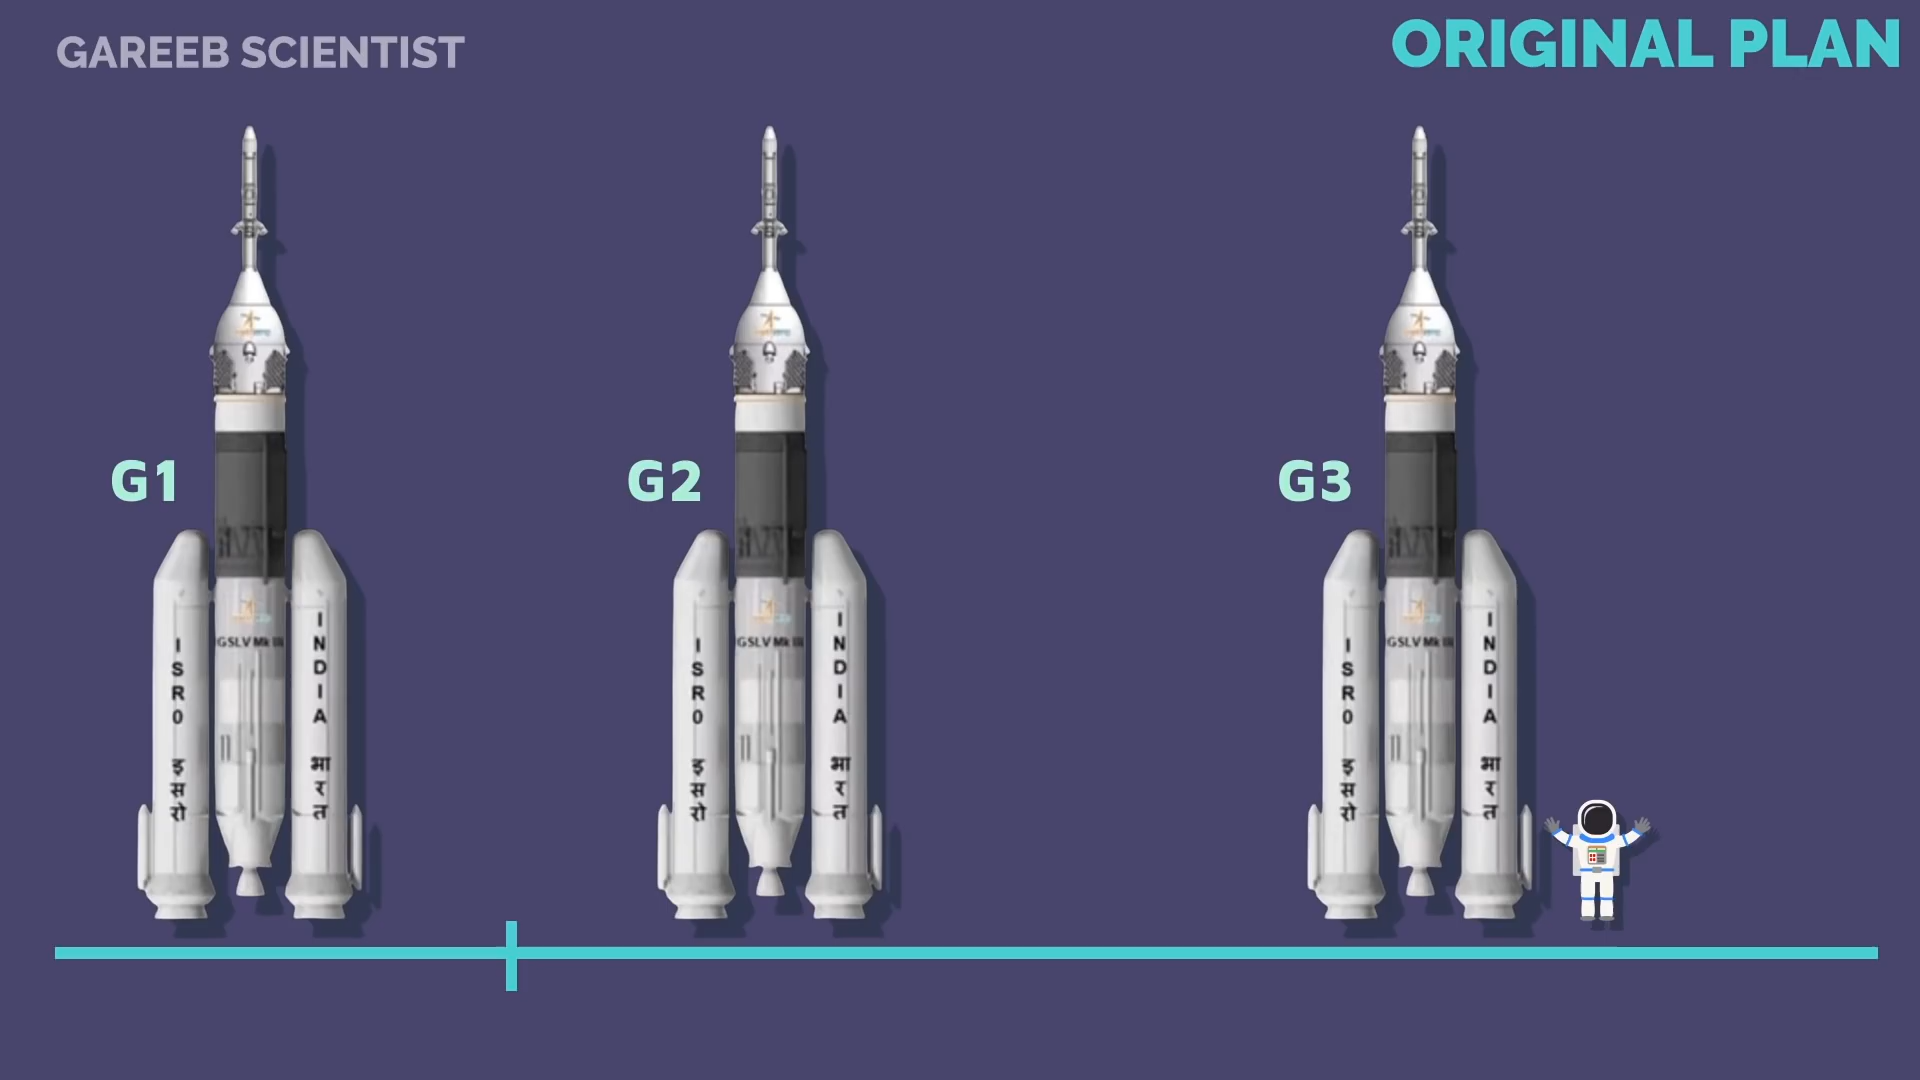 GAREEB SCIENTIST
ORIGINAL PLAN
G1
G2
G3
ISRO इसरो
GSLV Mk III
INDIA भारत
ISRO इसरो
GSLV Mk III
INDIA भारत
ISRO इसरो
GSLV Mk III
INDIA भारत